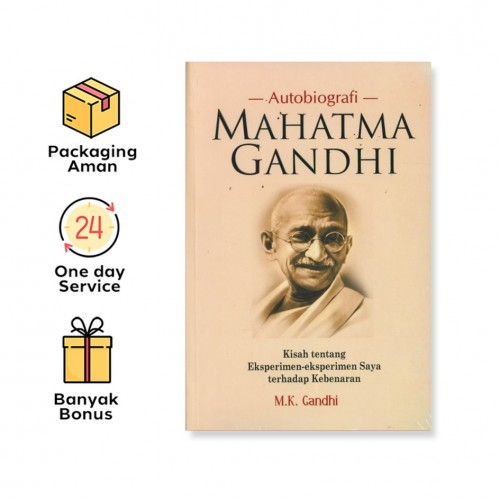 Packaging
Aman
24
One day
Service
Banyak
Bonus
— Autobiografi —
MAHATMA
GANDHI
Kisah tentang
Eksperimen-eksperimen Saya
terhadap Kebenaran
M.K. Gandhi